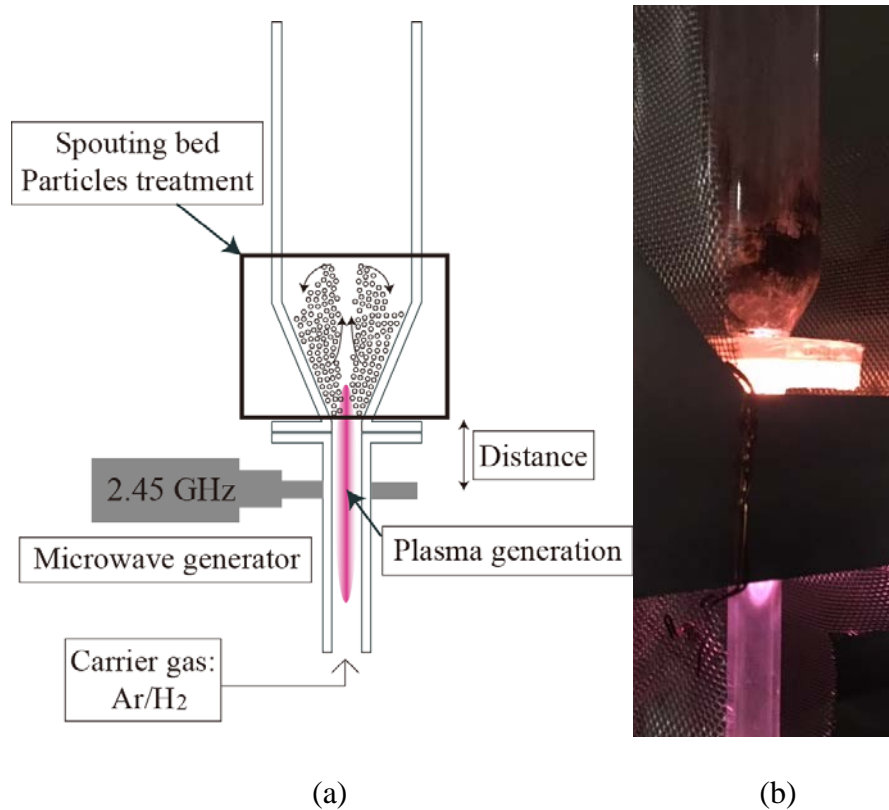 Spouting bed
Particles treatment
Distance
2.45 GHz
Microwave generator
Plasma generation
Carrier gas:
Ar/H₂
(a)
(b)